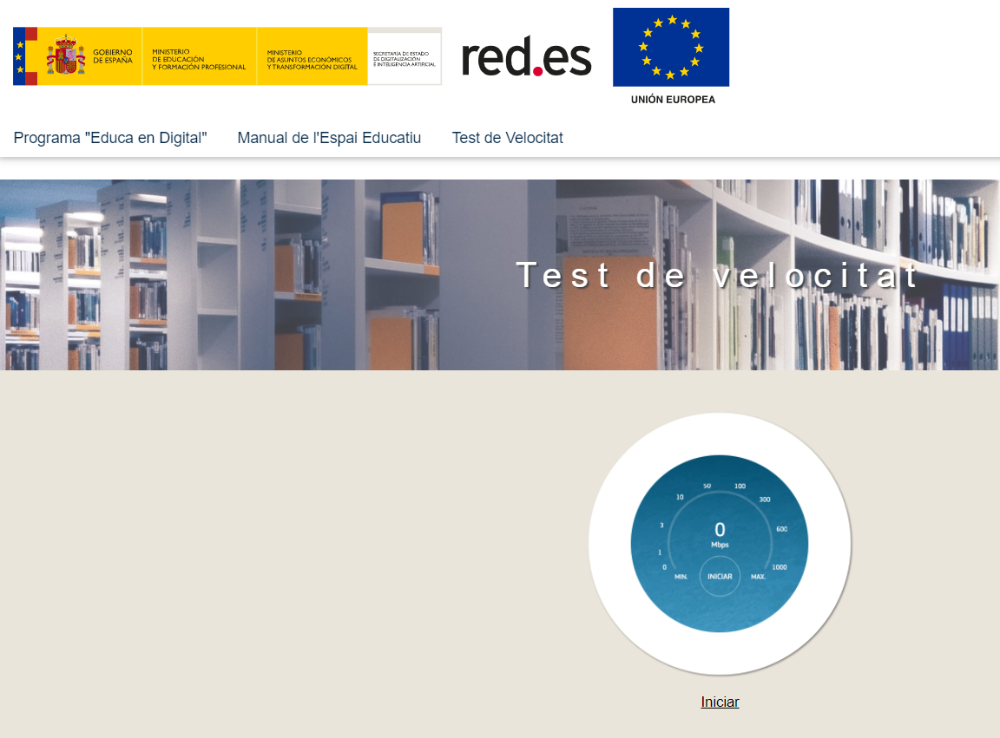 GOBIERNO
DE ESPAÑA
MINISTERIO
DE EDUCACIÓN
Y FORMACIÓN PROFESIONAL
MINISTERIO
DE ASUNTOS ECONÓMICOS
Y TRANSFORMACIÓN DIGITAL
SECRETARÍA DE ESTADO
DE DIGITALIZACIÓN
E INTELIGENCIA ARTIFICIAL
red.es
UNIÓN EUROPEA
Programa "Educa en Digital"
Manual de l'Espai Educatiu
Test de Velocitat
Test de velocitat
50
100
10
300
3
0
600
Mbps
1
0
1000
MIN.
INICIAR
MAX.
Iniciar